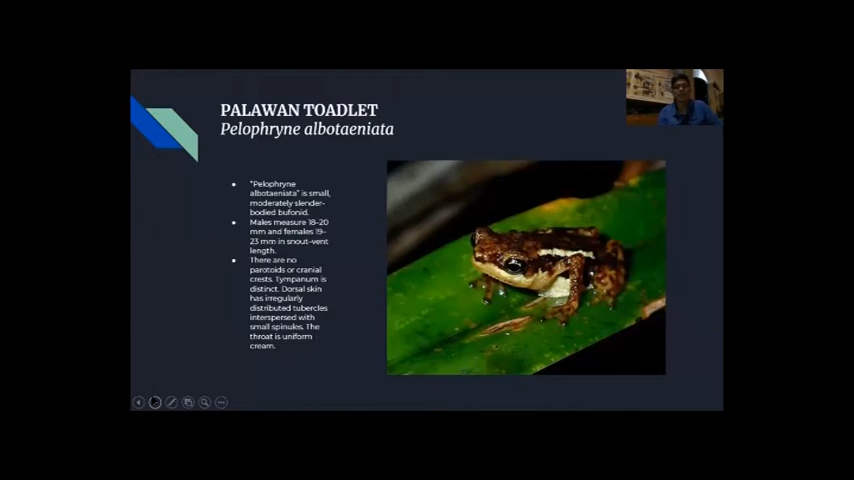 PALAWAN TOADLET
Pelophryne albotaeniata
"Pelophryne
albotaeniata" is small,
moderately slender-
bodied bufonid.
Males measure 18–20
mm and females 19–
23 mm in snout-vent
length.
There are no
parotoids or cranial
crests. Tympanum is
distinct. Dorsal skin
has irregularly
distributed tubercles
interspersed with
small spinules. The
throat is uniform
cream.